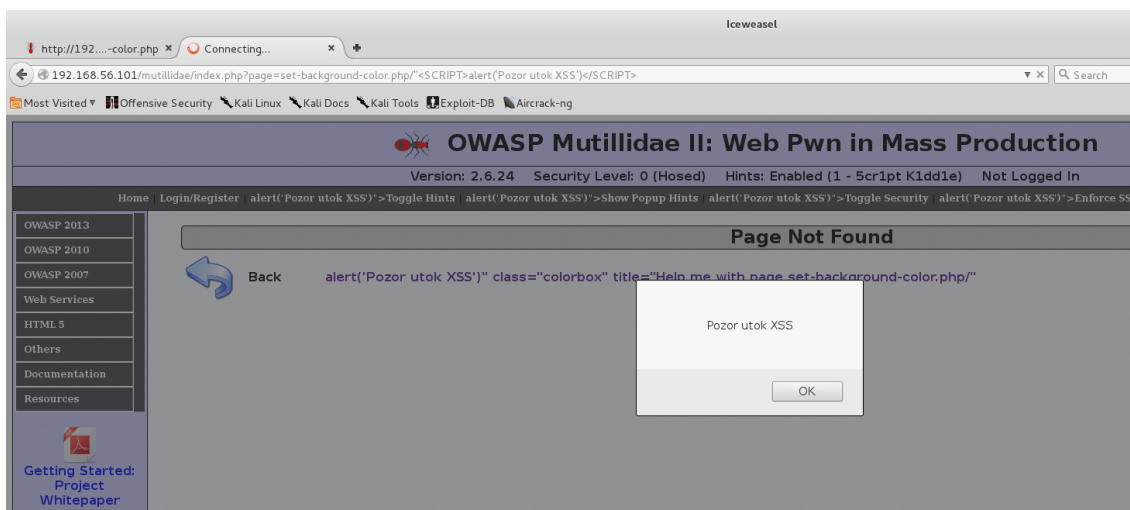 Iceweasel
http://192....-color.php
Connecting...
192.168.56.101/mutillidae/index.php?page=set-background-color.php/"<SCRIPT>alert('Pozor utok XSS')</SCRIPT>
Search
Most Visited Offensive Security Kali Linux Kali Docs Kali Tools Exploit-DB Aircrack-ng
OWASP Mutillidae II: Web Pwn in Mass Production
Version: 2.6.24 Security Level: 0 (Hosed) Hints: Enabled (1 - 5cr1pt K1dd1e) Not Logged In
Home | Login/Register | alert('Pozor utok XSS')">Toggle Hints | alert('Pozor utok XSS')">Show Popup Hints | alert('Pozor utok XSS')">Toggle Security | alert('Pozor utok XSS')">Enforce SS
OWASP 2013
OWASP 2010
OWASP 2007
Web Services
HTML 5
Others
Documentation
Resources
Getting Started:
Project
Whitepaper
Page Not Found
Back
alert('Pozor utok XSS')" class="colorbox" title="Help me with page set-background-color.php/"
Pozor utok XSS
OK